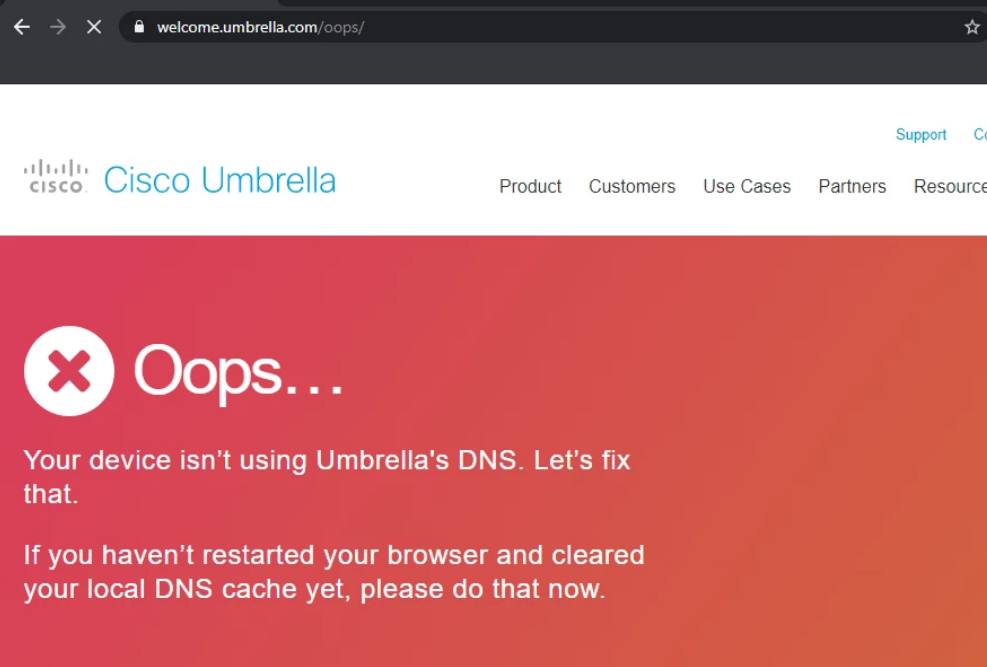 welcome.umbrella.com/oops/
Support
CISCO Cisco Umbrella
Product Customers Use Cases Partners Resource
Oops...
Your device isn’t using Umbrella's DNS. Let’s fix
that.
If you haven’t restarted your browser and cleared
your local DNS cache yet, please do that now.